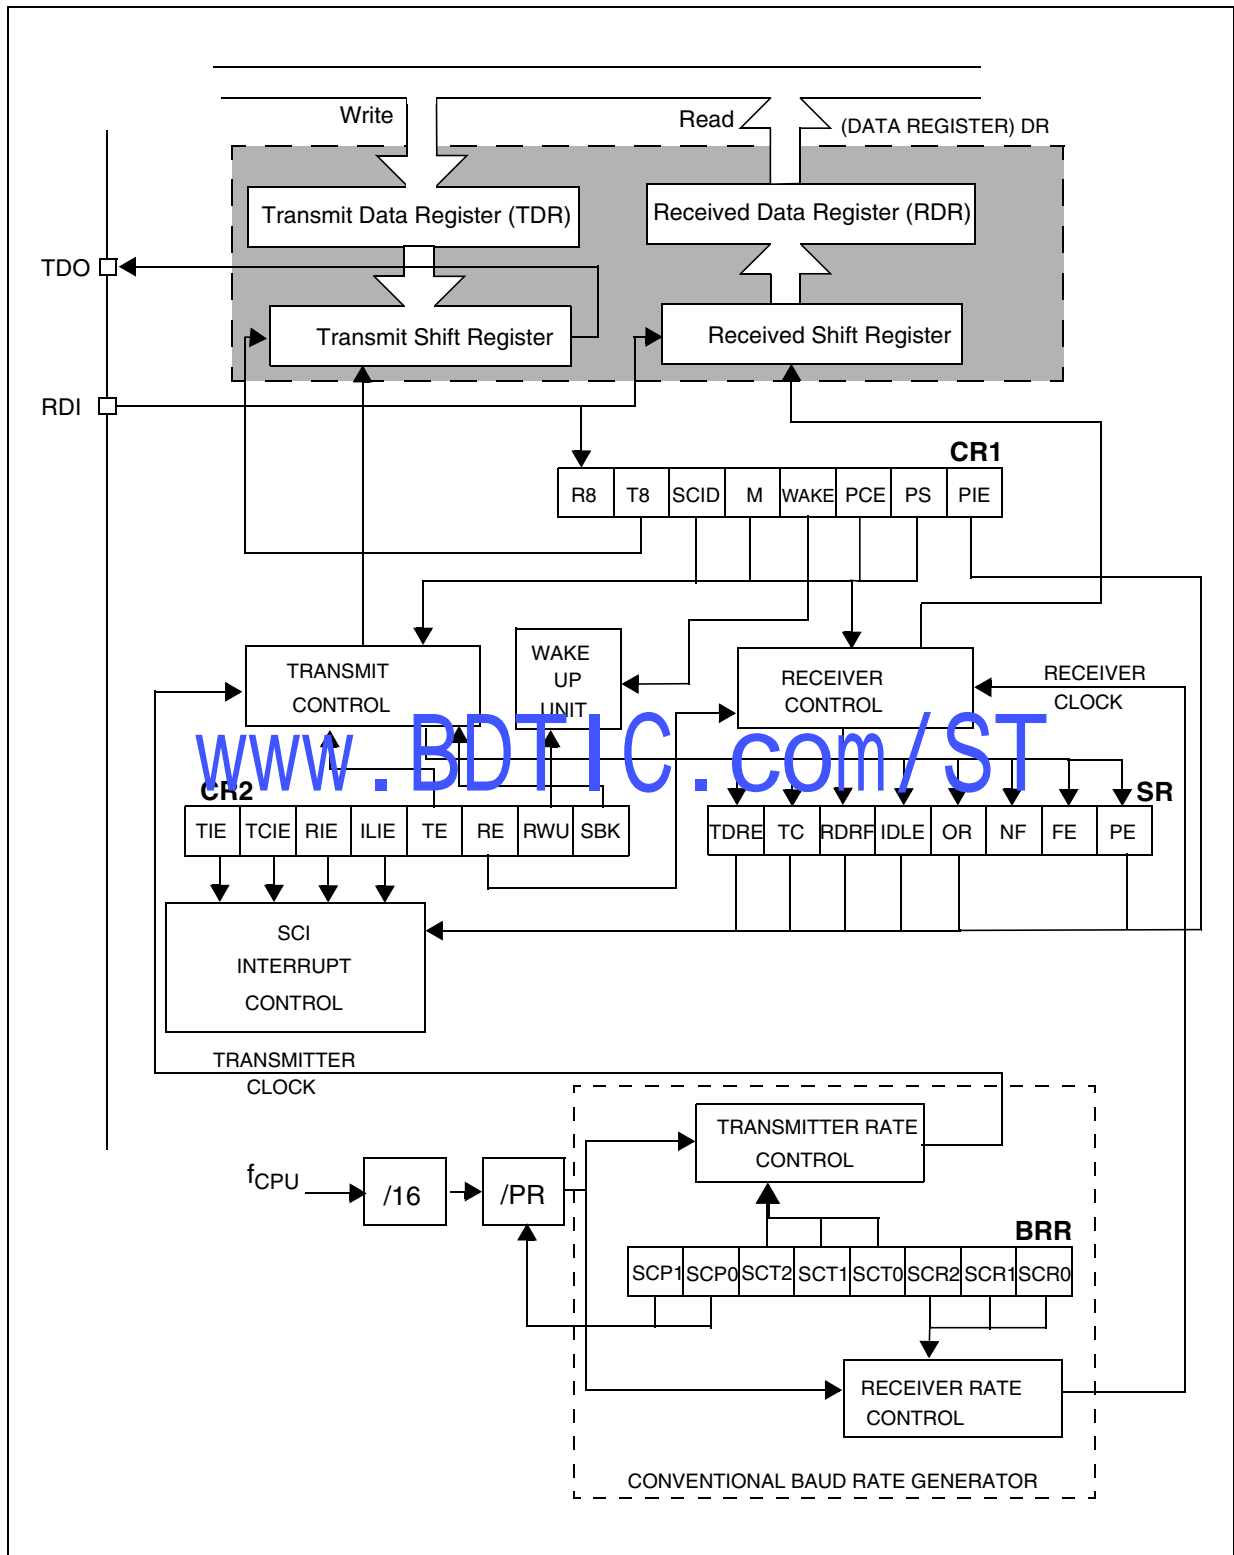 Write
Read
(DATA REGISTER) DR
Transmit Data Register (TDR)
Received Data Register (RDR)
TDO
Transmit Shift Register
Received Shift Register
RDI
CR1
R8 T8 SCID M WAKE PCE PS PIE
TRANSMIT
CONTROL
WAKE
UP
UNIT
RECEIVER
CONTROL
RECEIVER
CLOCK
www.BDTIC.com/ST
CR2
SR
TIE TCIE RIE ILIE TE RE RWU SBK
TDRE TC RDRF IDLE OR NF FE PE
SCI
INTERRUPT
CONTROL
TRANSMITTER
CLOCK
TRANSMITTER RATE
CONTROL
fCPU
/16
/PR
BRR
SCP1 SCP0 SCT2 SCT1 SCT0 SCR2 SCR1 SCR0
RECEIVER RATE
CONTROL
CONVENTIONAL BAUD RATE GENERATOR